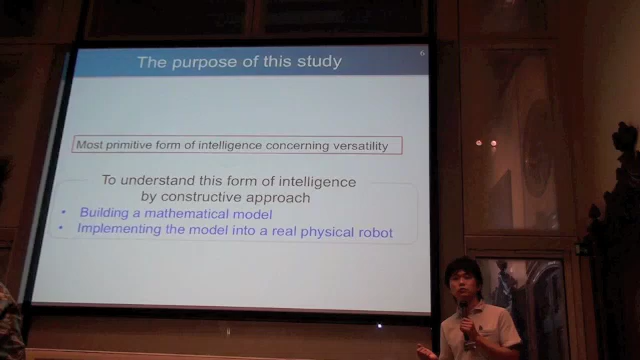 The purpose of this study
6
Most primitive form of intelligence concerning versatility
To understand this form of intelligence
by constructive approach
• Building a mathematical model
• Implementing the model into a real physical robot